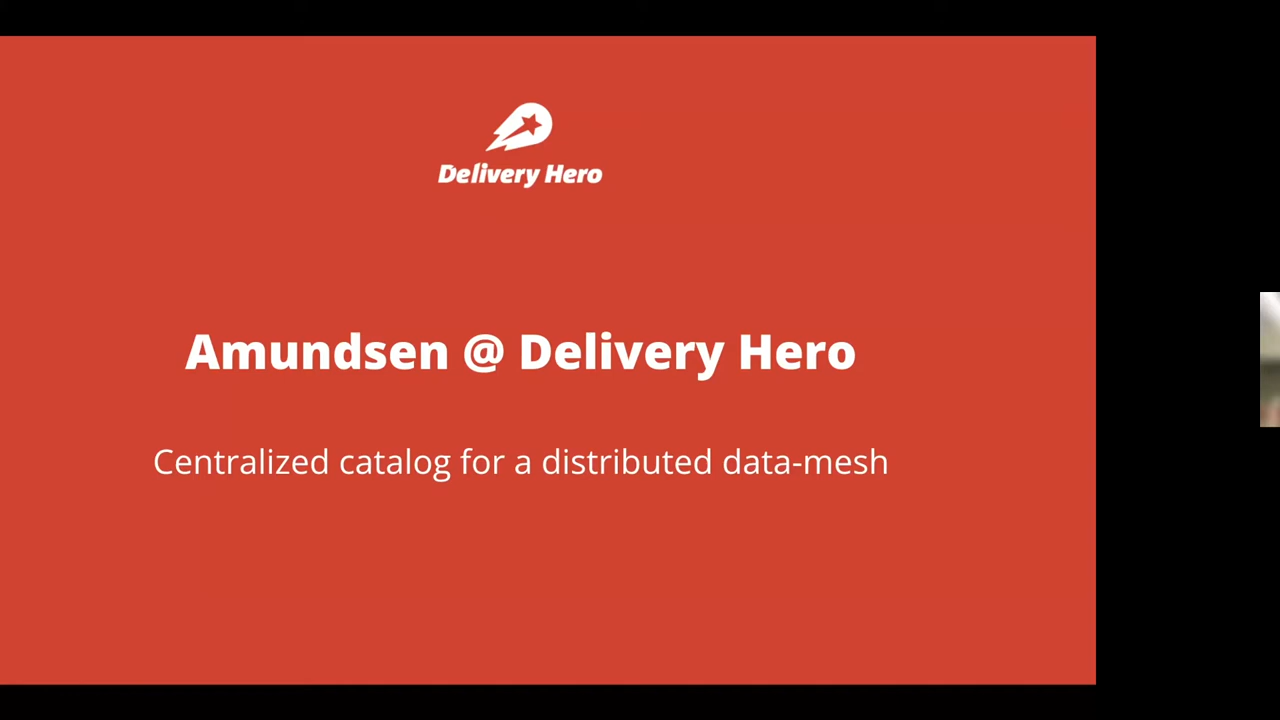 Delivery Hero
Amundsen @ Delivery Hero
Centralized catalog for a distributed data-mesh